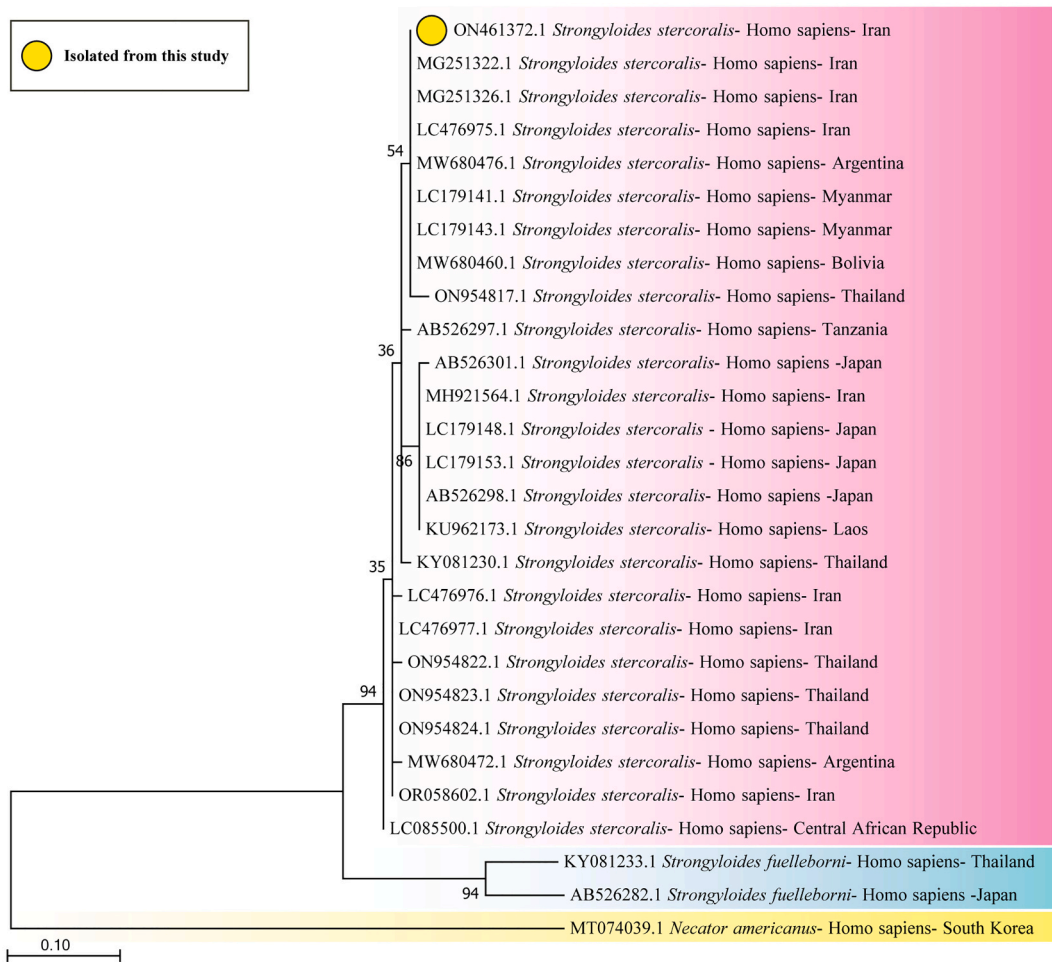 Isolated from this study
ON461372.1 Strongyloides stercoralis- Homo sapiens- Iran
MG251322.1 Strongyloides stercoralis- Homo sapiens- Iran
MG251326.1 Strongyloides stercoralis- Homo sapiens- Iran
LC476975.1 Strongyloides stercoralis- Homo sapiens- Iran
54
MW680476.1 Strongyloides stercoralis- Homo sapiens- Argentina
LC179141.1 Strongyloides stercoralis- Homo sapiens- Myanmar
LC179143.1 Strongyloides stercoralis- Homo sapiens- Myanmar
MW680460.1 Strongyloides stercoralis- Homo sapiens- Bolivia
ON954817.1 Strongyloides stercoralis- Homo sapiens- Thailand
AB526297.1 Strongyloides stercoralis- Homo sapiens- Tanzania
36
AB526301.1 Strongyloides stercoralis- Homo sapiens -Japan
MH921564.1 Strongyloides stercoralis- Homo sapiens- Iran
LC179148.1 Strongyloides stercoralis - Homo sapiens- Japan
86
LC179153.1 Strongyloides stercoralis - Homo sapiens- Japan
AB526298.1 Strongyloides stercoralis- Homo sapiens -Japan
KU962173.1 Strongyloides stercoralis- Homo sapiens- Laos
KY081230.1 Strongyloides stercoralis- Homo sapiens- Thailand
35
LC476976.1 Strongyloides stercoralis- Homo sapiens- Iran
LC476977.1 Strongyloides stercoralis- Homo sapiens- Iran
ON954822.1 Strongyloides stercoralis- Homo sapiens- Thailand
94
ON954823.1 Strongyloides stercoralis- Homo sapiens- Thailand
ON954824.1 Strongyloides stercoralis- Homo sapiens- Thailand
MW680472.1 Strongyloides stercoralis- Homo sapiens- Argentina
OR058602.1 Strongyloides stercoralis- Homo sapiens- Iran
LC085500.1 Strongyloides stercoralis- Homo sapiens- Central African Republic
KY081233.1 Strongyloides fuelleborni- Homo sapiens- Thailand
94
AB526282.1 Strongyloides fuelleborni- Homo sapiens -Japan
MT074039.1 Necator americanus- Homo sapiens- South Korea
0.10